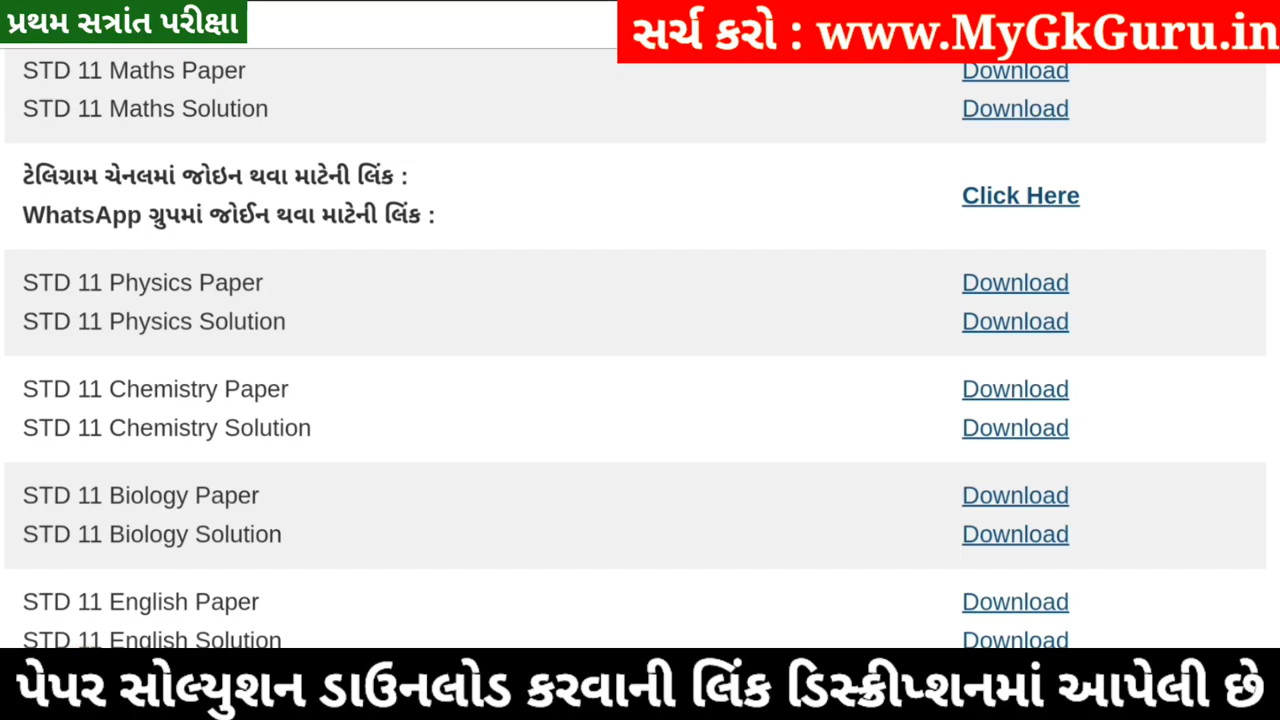 પ્રથમ સત્રાંત પરીક્ષા
સર્ચ કરો : www.MyGkGuru.in
STD 11 Maths Paper Download
STD 11 Maths Solution Download
ટેલિગ્રામ ચેનલમાં જોઇન થવા માટેની લિંક :
WhatsApp ગ્રુપમાં જોઈન થવા માટેની લિંક :
Click Here
STD 11 Physics Paper Download
STD 11 Physics Solution Download
STD 11 Chemistry Paper Download
STD 11 Chemistry Solution Download
STD 11 Biology Paper Download
STD 11 Biology Solution Download
STD 11 English Paper Download
STD 11 English Solution Download
પેપર સોલ્યુશન ડાઉનલોડ કરવાની લિંક ડિસ્ક્રીપ્શનમાં આપેલી છે